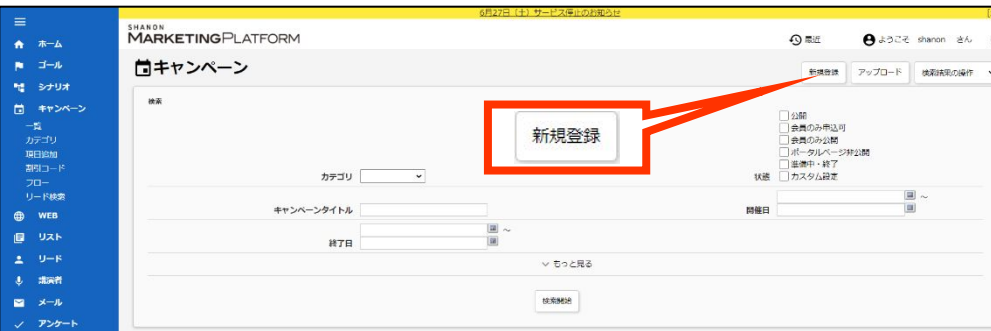 6月27日（土）サービス停止のお知らせ
SHANON
MARKETINGPLATFORM
最近
ようこそ shanon さん
ホーム
ゴール
シナリオ
キャンペーン
一覧
カテゴリ
項目追加
割引コード
フロー
リード検索
WEB
リスト
リード
講演者
メール
アンケート
キャンペーン
新規登録
アップロード
検索結果の操作
検索
新規登録
カテゴリ
状態
公開
会員のみ申込可
会員のみ公開
ポータルページ非公開
準備中・終了
カスタム設定
キャンペーンタイトル
開催日
～
終了日
～
もっと見る
検索開始